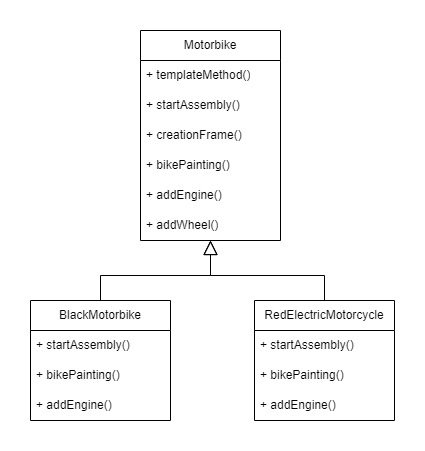 Motorbike
+ templateMethod()
+ startAssembly()
+ creationFrame()
+ bikePainting()
+ addEngine()
+ addWheel()
BlackMotorbike
+ startAssembly()
+ bikePainting()
+ addEngine()
RedElectricMotorcycle
+ startAssembly()
+ bikePainting()
+ addEngine()